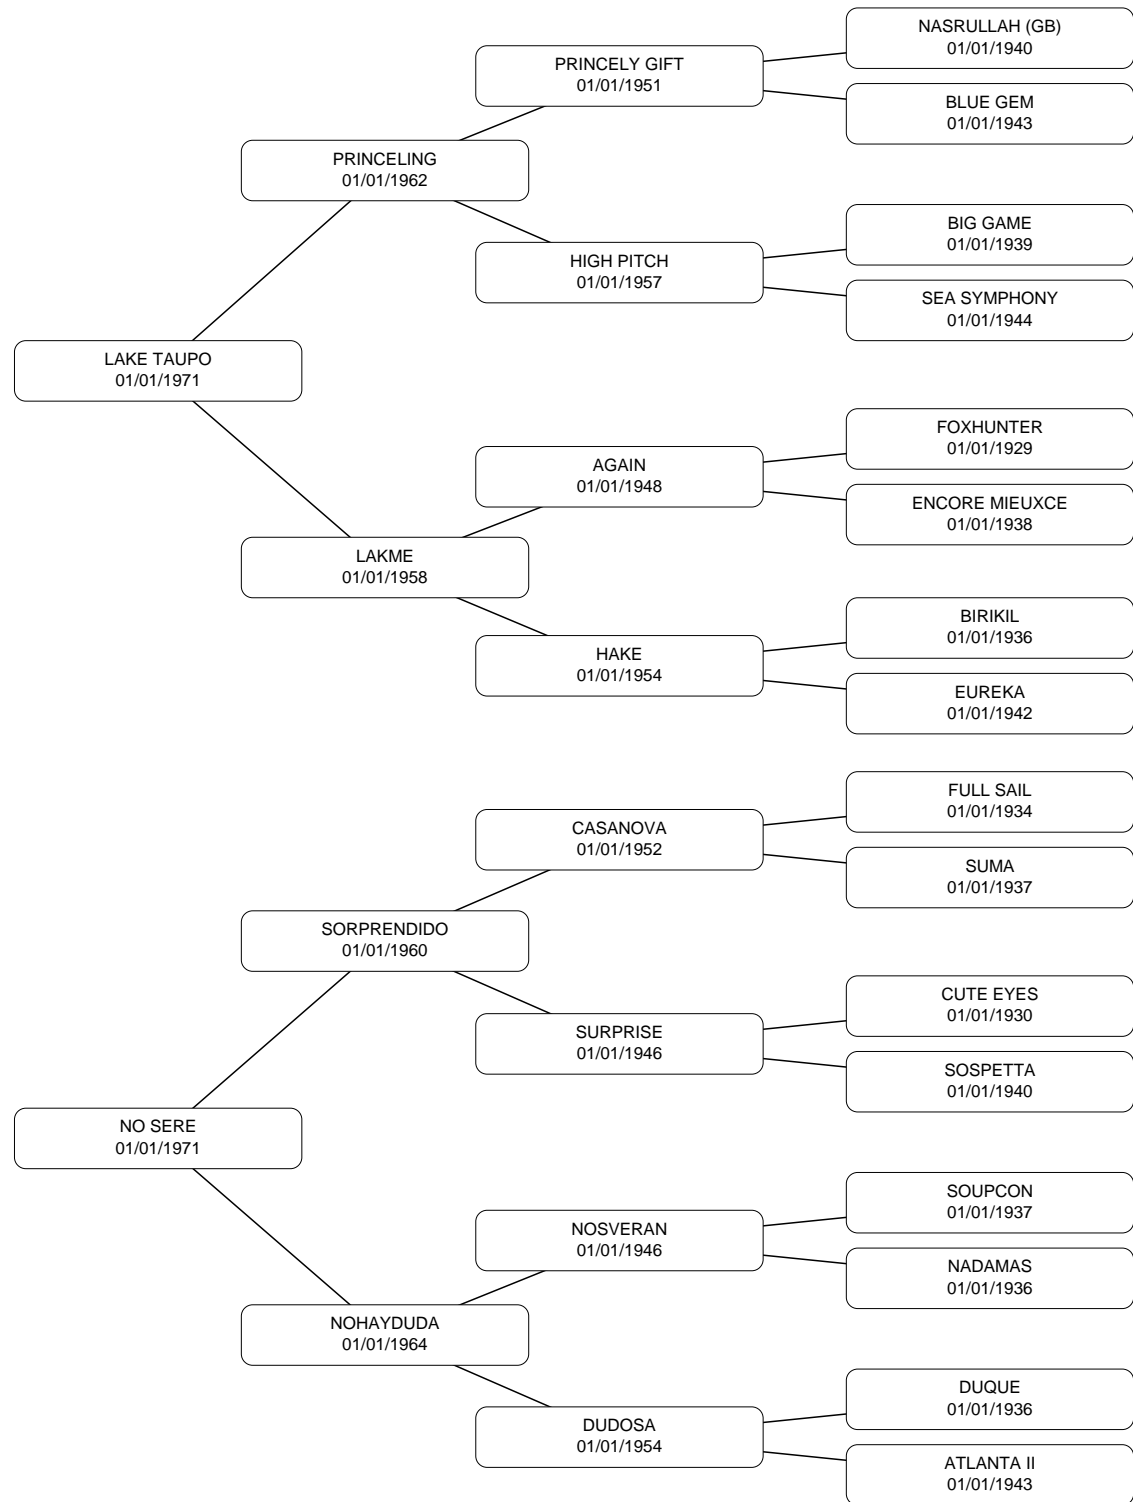 NASRULLAH (GB)
01/01/1940
PRINCELY GIFT
01/01/1951
BLUE GEM
01/01/1943
PRINCELING
01/01/1962
BIG GAME
01/01/1939
HIGH PITCH
01/01/1957
SEA SYMPHONY
01/01/1944
LAKE TAUPO
01/01/1971
FOXHUNTER
01/01/1929
AGAIN
01/01/1948
ENCORE MIEUXCE
01/01/1938
LAKME
01/01/1958
BIRIKIL
01/01/1936
HAKE
01/01/1954
EUREKA
01/01/1942
FULL SAIL
01/01/1934
CASANOVA
01/01/1952
SUMA
01/01/1937
SORPRENDIDO
01/01/1960
CUTE EYES
01/01/1930
SURPRISE
01/01/1946
SOSPETTA
01/01/1940
NO SERE
01/01/1971
SOUPCON
01/01/1937
NOSVERAN
01/01/1946
NADAMAS
01/01/1936
NOHAYDUDA
01/01/1964
DUQUE
01/01/1936
DUDOSA
01/01/1954
ATLANTA II
01/01/1943